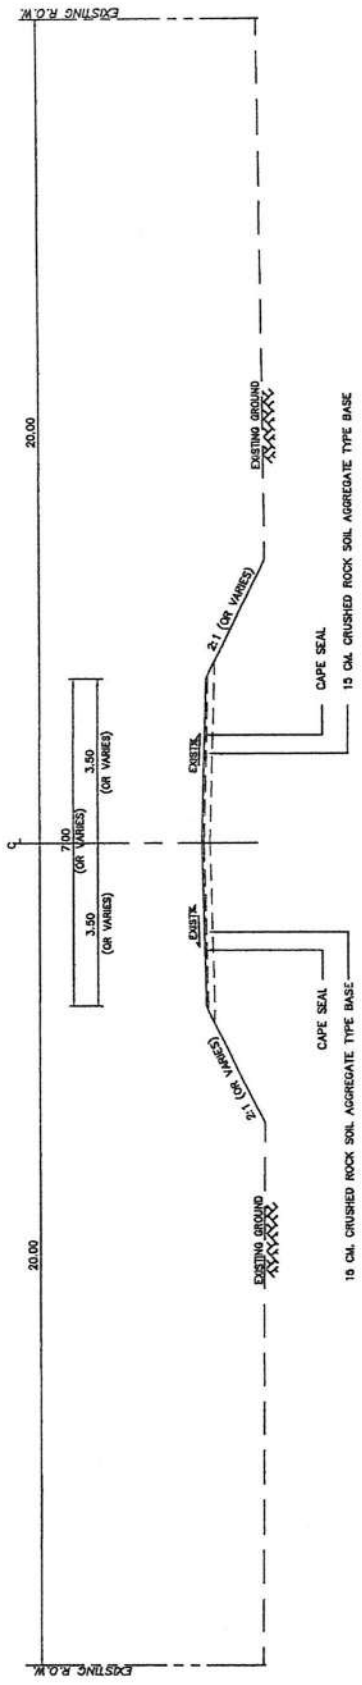 EXISTING R.O.W.
EXISTING R.O.W.
20.00
20.00
C
7.00
(OR VARIES)
3.50
(OR VARIES)
3.50
(OR VARIES)
2:1 (OR VARIES)
EXIST.%
EXIST.%
2:1 (OR VARIES)
EXISTING GROUND
EXISTING GROUND
CAPE SEAL
CAPE SEAL
15 CM. CRUSHED ROCK SOIL AGGREGATE TYPE BASE
15 CM. CRUSHED ROCK SOIL AGGREGATE TYPE BASE